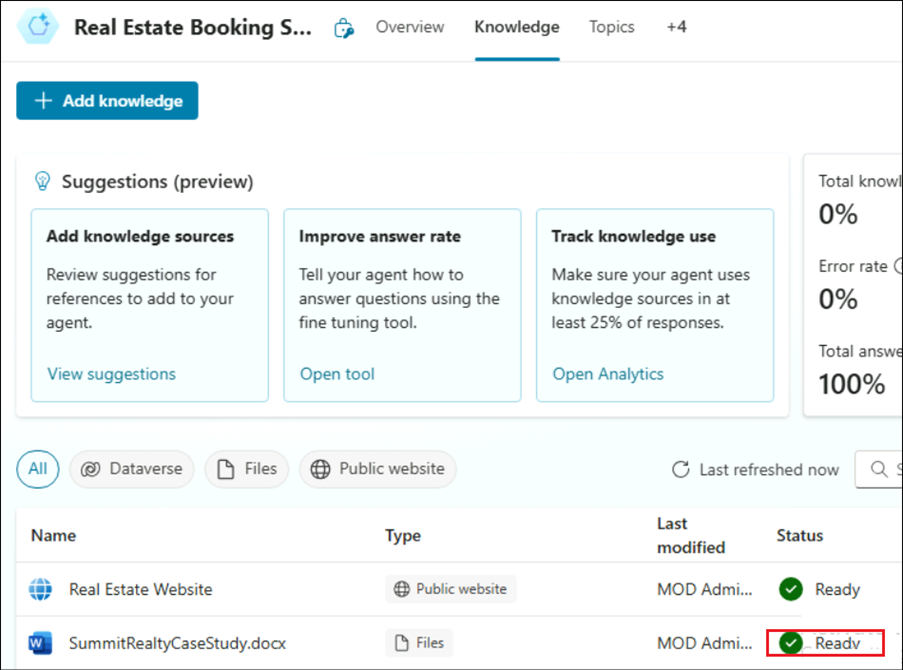 Real Estate Booking S... Overview Knowledge Topics +4
Add knowledge
Suggestions (preview)
Add knowledge sources
Review suggestions for
references to add to your
agent.
View suggestions
Improve answer rate
Tell your agent how to
answer questions using the
fine tuning tool.
Open tool
Track knowledge use
Make sure your agent uses
knowledge sources in at
least 25% of responses.
Open Analytics
Total knowl
0%
Error rate
0%
Total answe
100%
All Dataverse Files Public website Last refreshed now S
Name Type Last modified Status
Real Estate Website Public website MOD Admi... Ready
SummitRealtyCaseStudy.docx Files MOD Admi... Ready